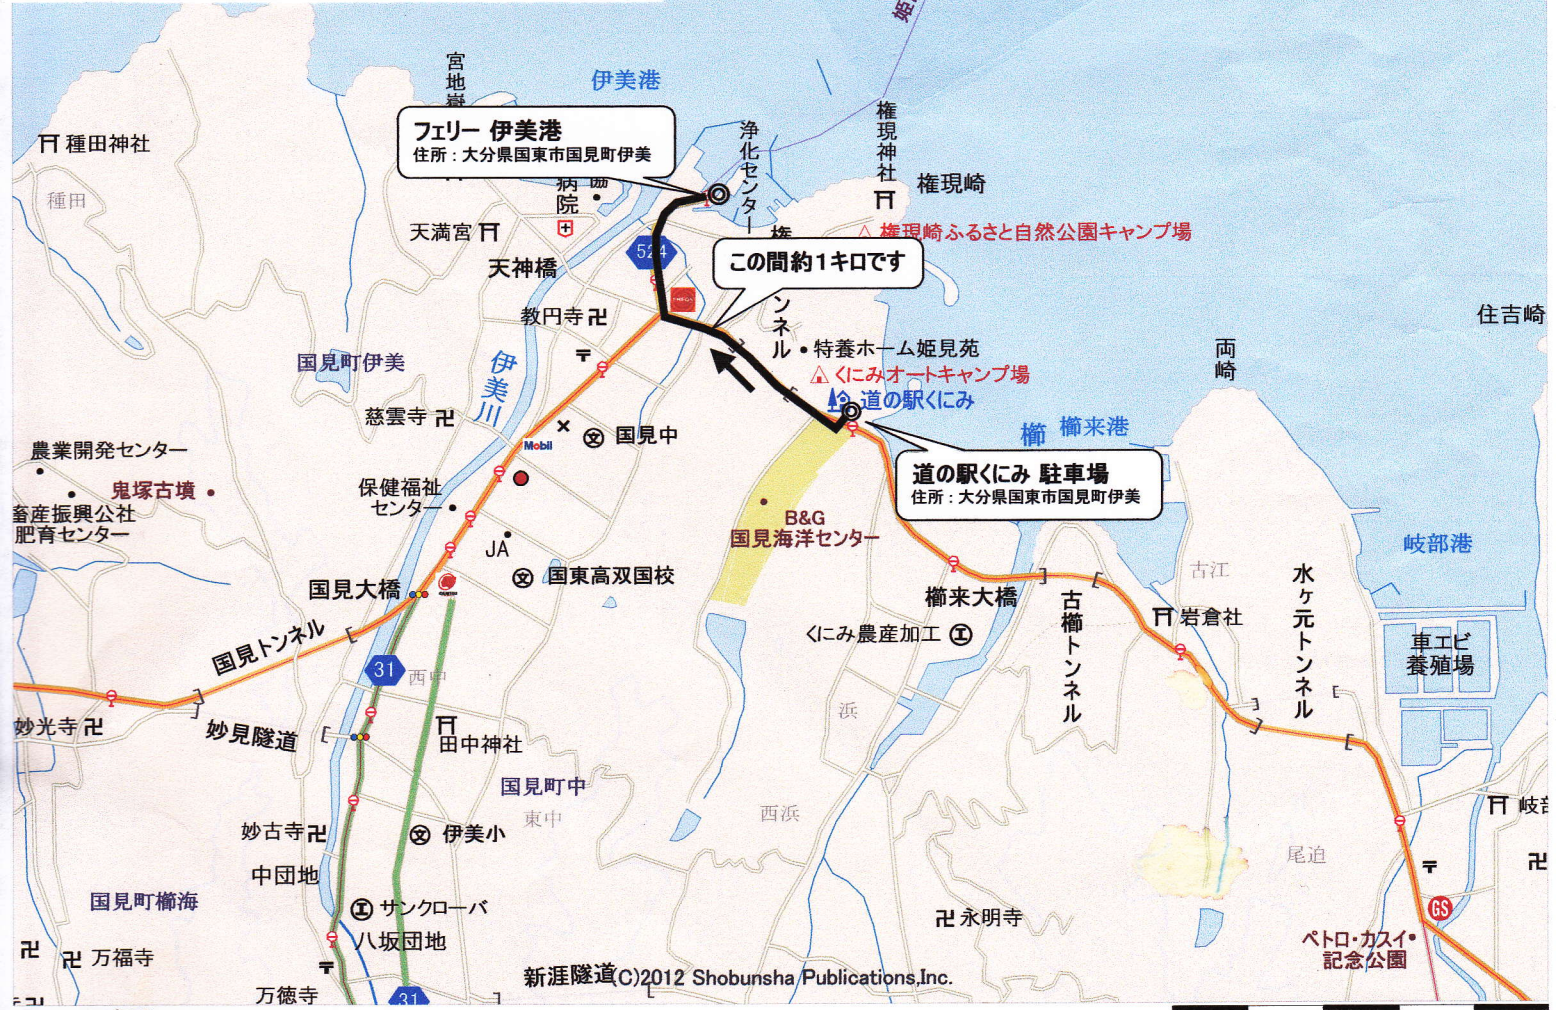 姫
宮地嶽
伊美港
フェリー 伊美港
住所：大分県国東市国見町伊美
浄化センター
権現神社
権現崎
種田神社
種田
病院
協
天満宮
天神橋
524
権
ンネル
権現崎ふるさと自然公園キャンプ場
この間約１キロです
教円寺
住吉崎
両崎
国見町伊美
伊美川
特養ホーム姫見苑
くにみオートキャンプ場
道の駅くにみ
慈雲寺
国見中
Mobil
櫛
櫛来港
農業開発センター
鬼塚古墳
畜産振興公社
肥育センター
保健福祉
センター
道の駅くにみ 駐車場
住所：大分県国東市国見町伊美
B&G
国見海洋センター
JA
国東高双国校
国見大橋
岐部港
古江
水ヶ元トンネル
櫛来大橋
古櫛トンネル
岩倉社
くにみ農産加工
車エビ
養殖場
国見トンネル
31
西中
妙光寺
妙見隧道
田中神社
浜
国見町中
東中
西浜
岐部
妙古寺
伊美小
尾迫
中団地
国見町櫛海
サンクローバ
八坂団地
永明寺
GS
ペトロ・カスイ
記念公園
万福寺
万徳寺
新涯隧道
(C)2012 Shobunsha Publications,Inc.
31